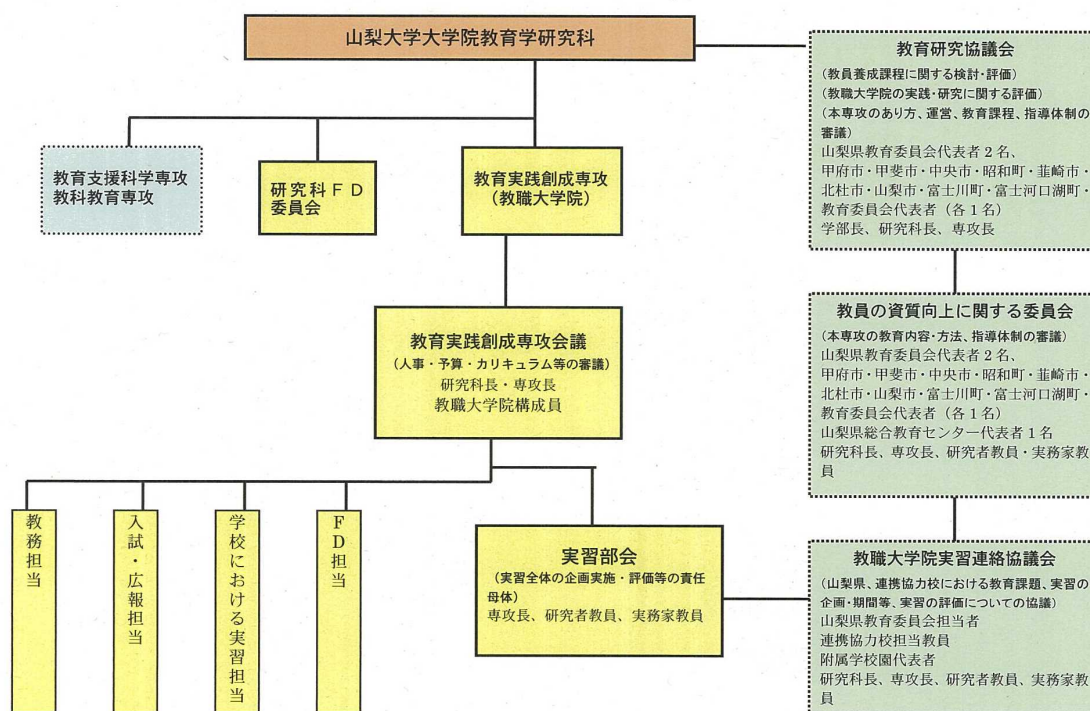 山梨大学大学院教育学研究科
教育支援科学専攻
教科教育専攻
研究科FD
委員会
教育実践創成専攻
(教職大学院)
教育実践創成専攻会議
(人事・予算・カリキュラム等の審議)
研究科長・専攻長
教職大学院構成員
教務担当
入試・広報担当
学校における実習担当
FD担当
実習部会
(実習全体の企画実施・評価等の責任
母体)
専攻長、研究者教員、実務家教員
教育研究協議会
(教員養成課程に関する検討・評価)
(教職大学院の実践・研究に関する評価)
(本専攻のあり方、運営、教育課程、指導体制の
審議)
山梨県教育委員会代表者2名、
甲府市・甲斐市・中央市・昭和町・韮崎市・
北杜市・山梨市・富士川町・富士河口湖町・
教育委員会代表者(各1名)
学部長、研究科長、専攻長
教員の資質向上に関する委員会
(本専攻の教育内容・方法、指導体制の審議)
山梨県教育委員会代表者2名、
甲府市・甲斐市・中央市・昭和町・韮崎市・
北杜市・山梨市・富士川町・富士河口湖町・
教育委員会代表者(各1名)
山梨県総合教育センター代表者1名
研究科長、専攻長、研究者教員・実務家教
員
教職大学院実習連絡協議会
(山梨県、連携協力校における教育課題、実習の
企画・期間等、実習の評価についての協議)
山梨県教育委員会担当者
連携協力校担当教員
附属学校園代表者
研究科長、専攻長、研究者教員、実務家教
員